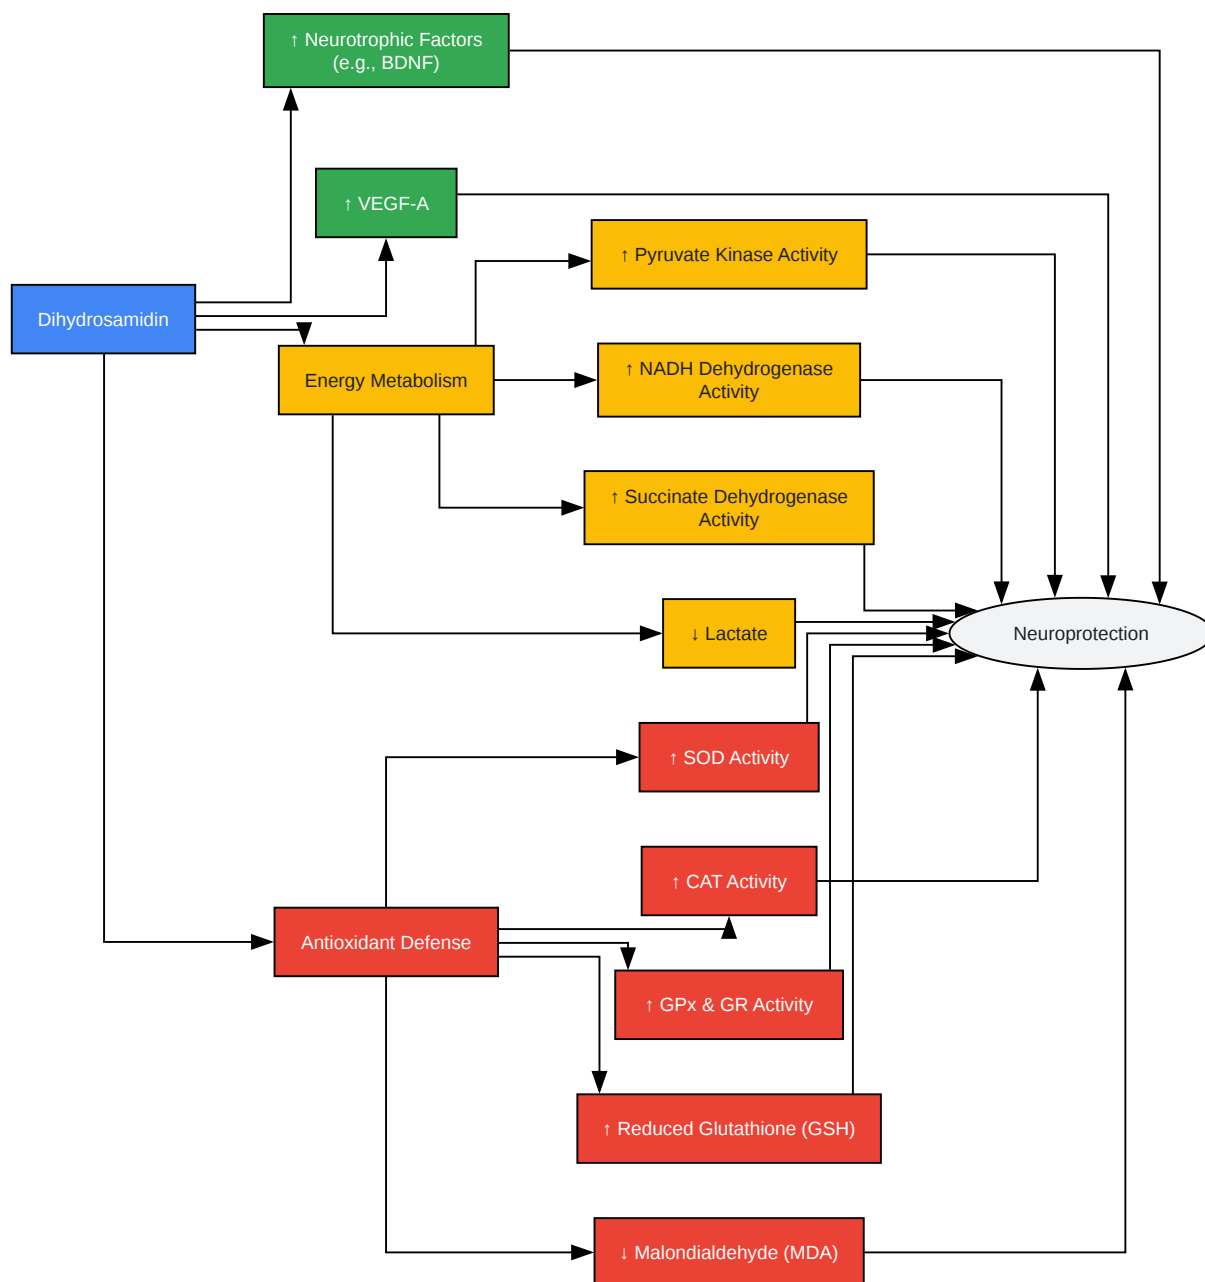 ↑ Neurotrophic Factors
(e.g., BDNF)
↑ VEGF-A
↑ Pyruvate Kinase Activity
Dihydrosamidin
Energy Metabolism
↑ NADH Dehydrogenase
Activity
↑ Succinate Dehydrogenase
Activity
↓ Lactate
Neuroprotection
↑ SOD Activity
↑ CAT Activity
Antioxidant Defense
↑ GPx & GR Activity
↑ Reduced Glutathione (GSH)
↓ Malondialdehyde (MDA)